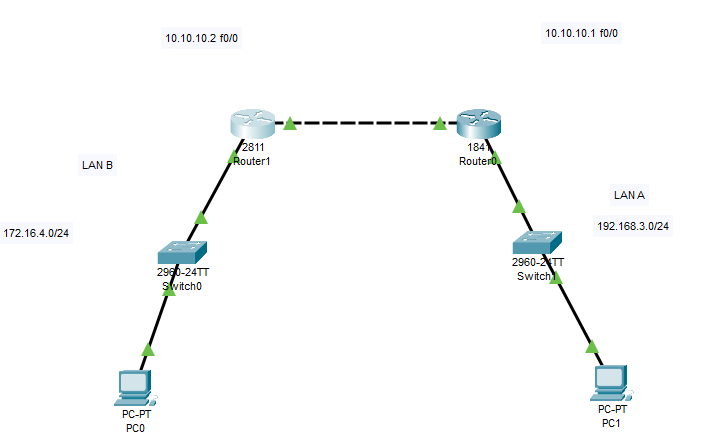 10.10.10.2 f0/0
10.10.10.1 f0/0
2811
Router1
1841
Router0
LAN B
LAN A
172.16.4.0/24
192.168.3.0/24
2960-24TT
Switch0
2960-24TT
Switch1
PC-PT
PC0
PC-PT
PC1